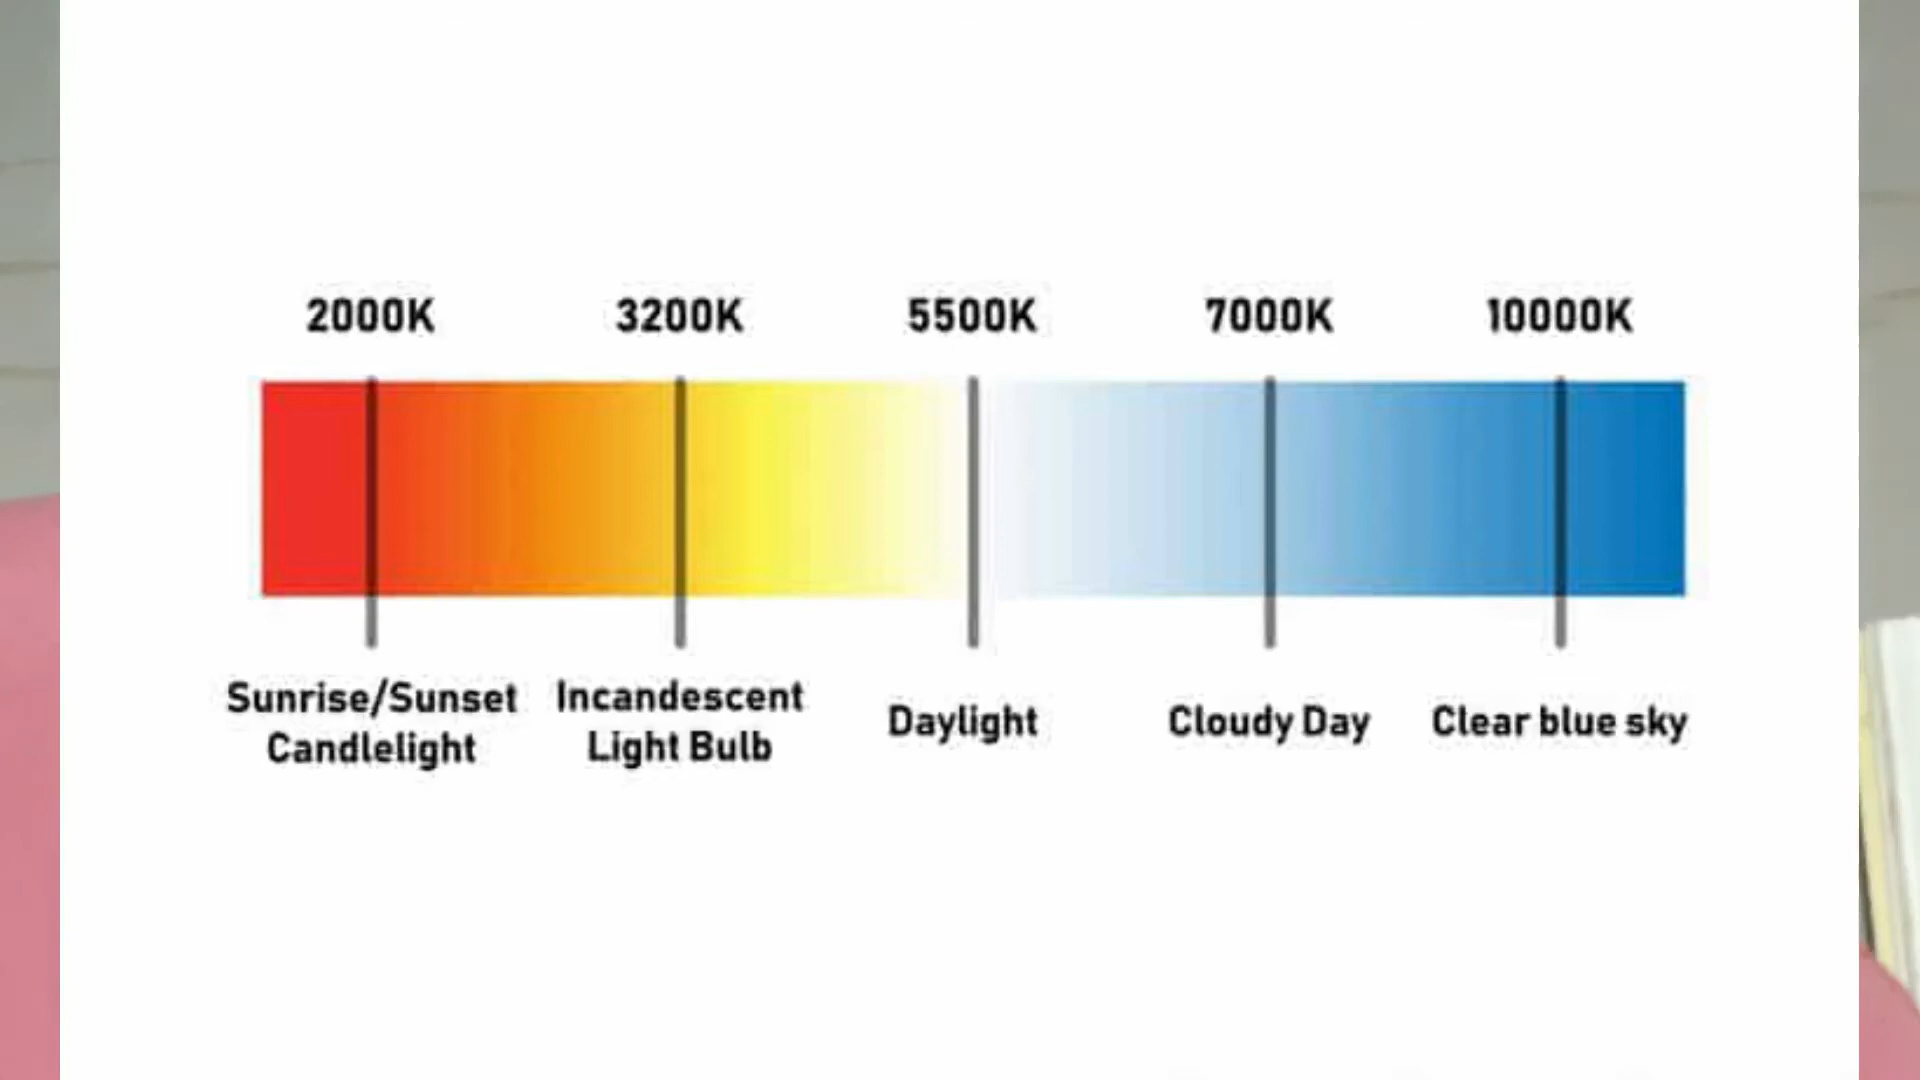 2000K 3200K 5500K 7000K 10000K
Sunrise/Sunset
Candlelight
Incandescent
Light Bulb
Daylight
Cloudy Day
Clear blue sky